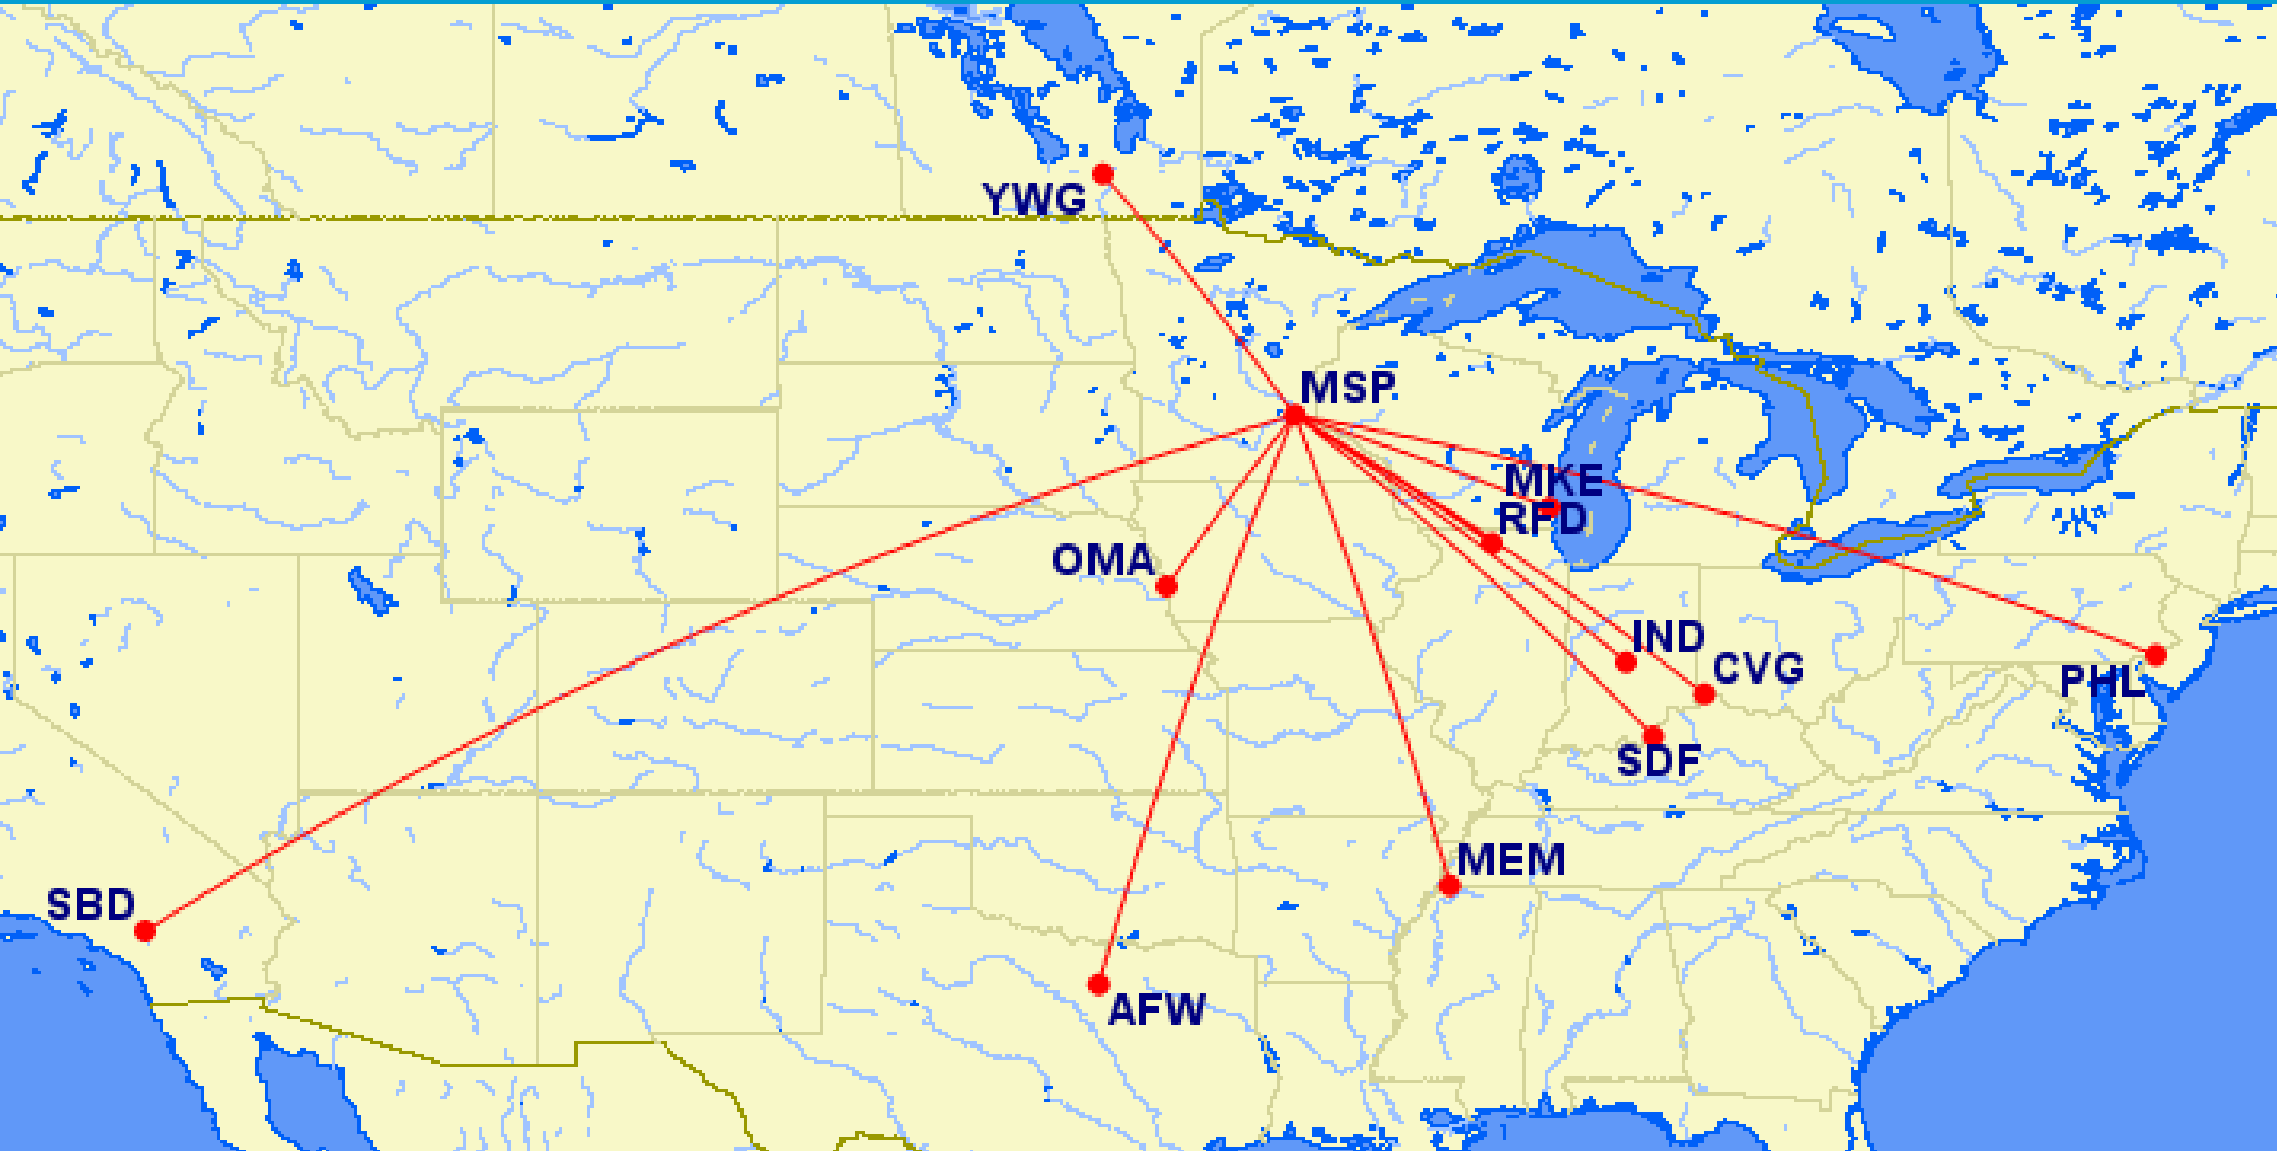 YWG
MSP
MKE
RFD
OMA
IND
CVG
PHL
SDF
MEM
SBD
AFW